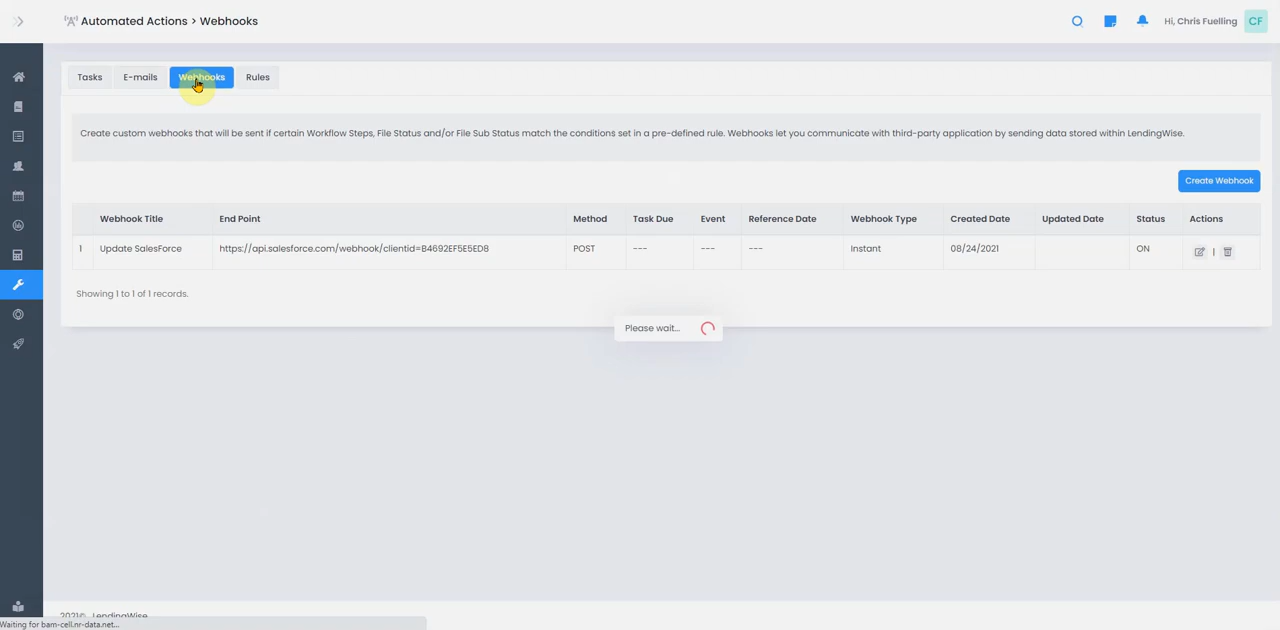 Automated Actions > Webhooks
Hi, Chris Fuelling CF
Tasks E-mails Webhooks Rules
Create custom webhooks that will be sent if certain Workflow Steps, File Status and/or File Sub Status match the conditions set in a pre-defined rule. Webhooks let you communicate with third-party application by sending data stored within LendingWise.
Create Webhook
Webhook Title End Point Method Task Due Event Reference Date Webhook Type Created Date Updated Date Status Actions
1 Update SalesForce https://api.salesforce.com/webhook/clientid=B4692EF5E5ED8 POST --- --- --- Instant 08/24/2021 ON |
Showing 1 to 1 of 1 records.
Please wait...
2021© LendingWise
Waiting for bam-cell.nr-data.net...